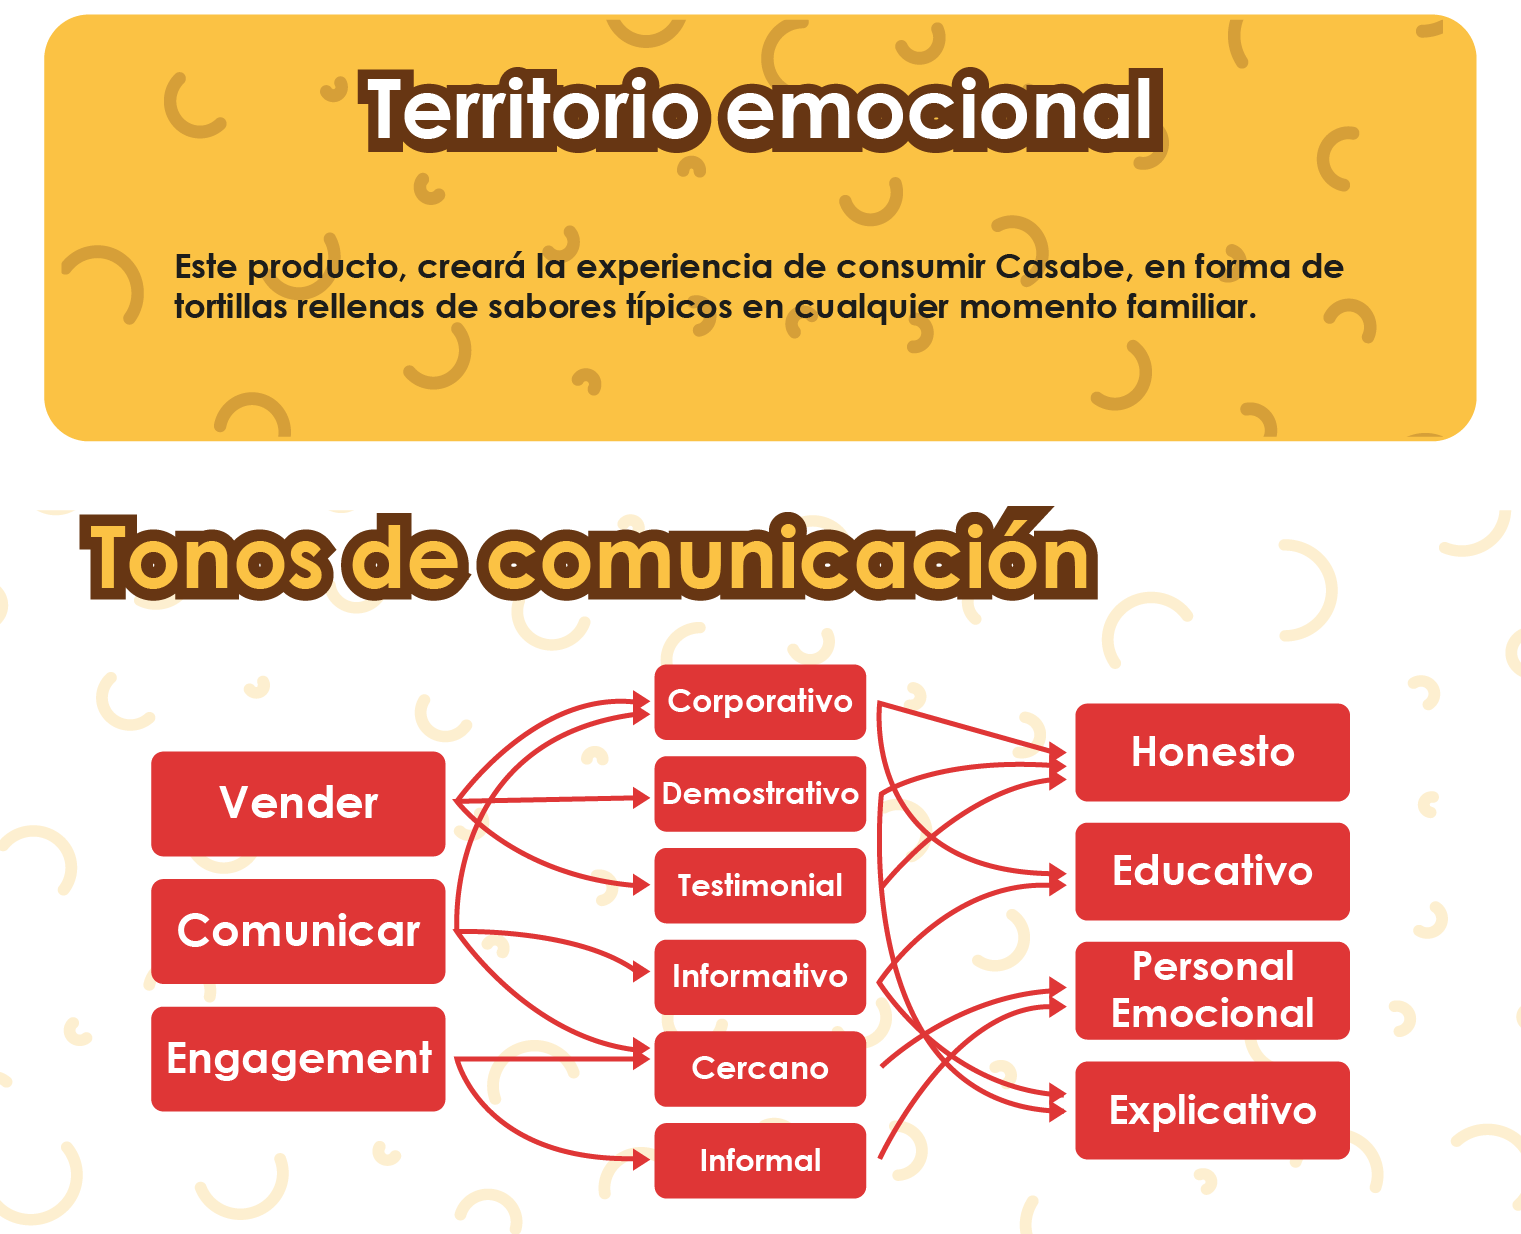 Territorio emocional
Este producto, creará la experiencia de consumir Casabe, en forma de
tortillas rellenas de sabores típicos en cualquier momento familiar.
Tonos de comunicación
Vender
Comunicar
Engagement
Corporativo
Demostrativo
Testimonial
Informativo
Cercano
Informal
Honesto
Educativo
Personal
Emocional
Explicativo